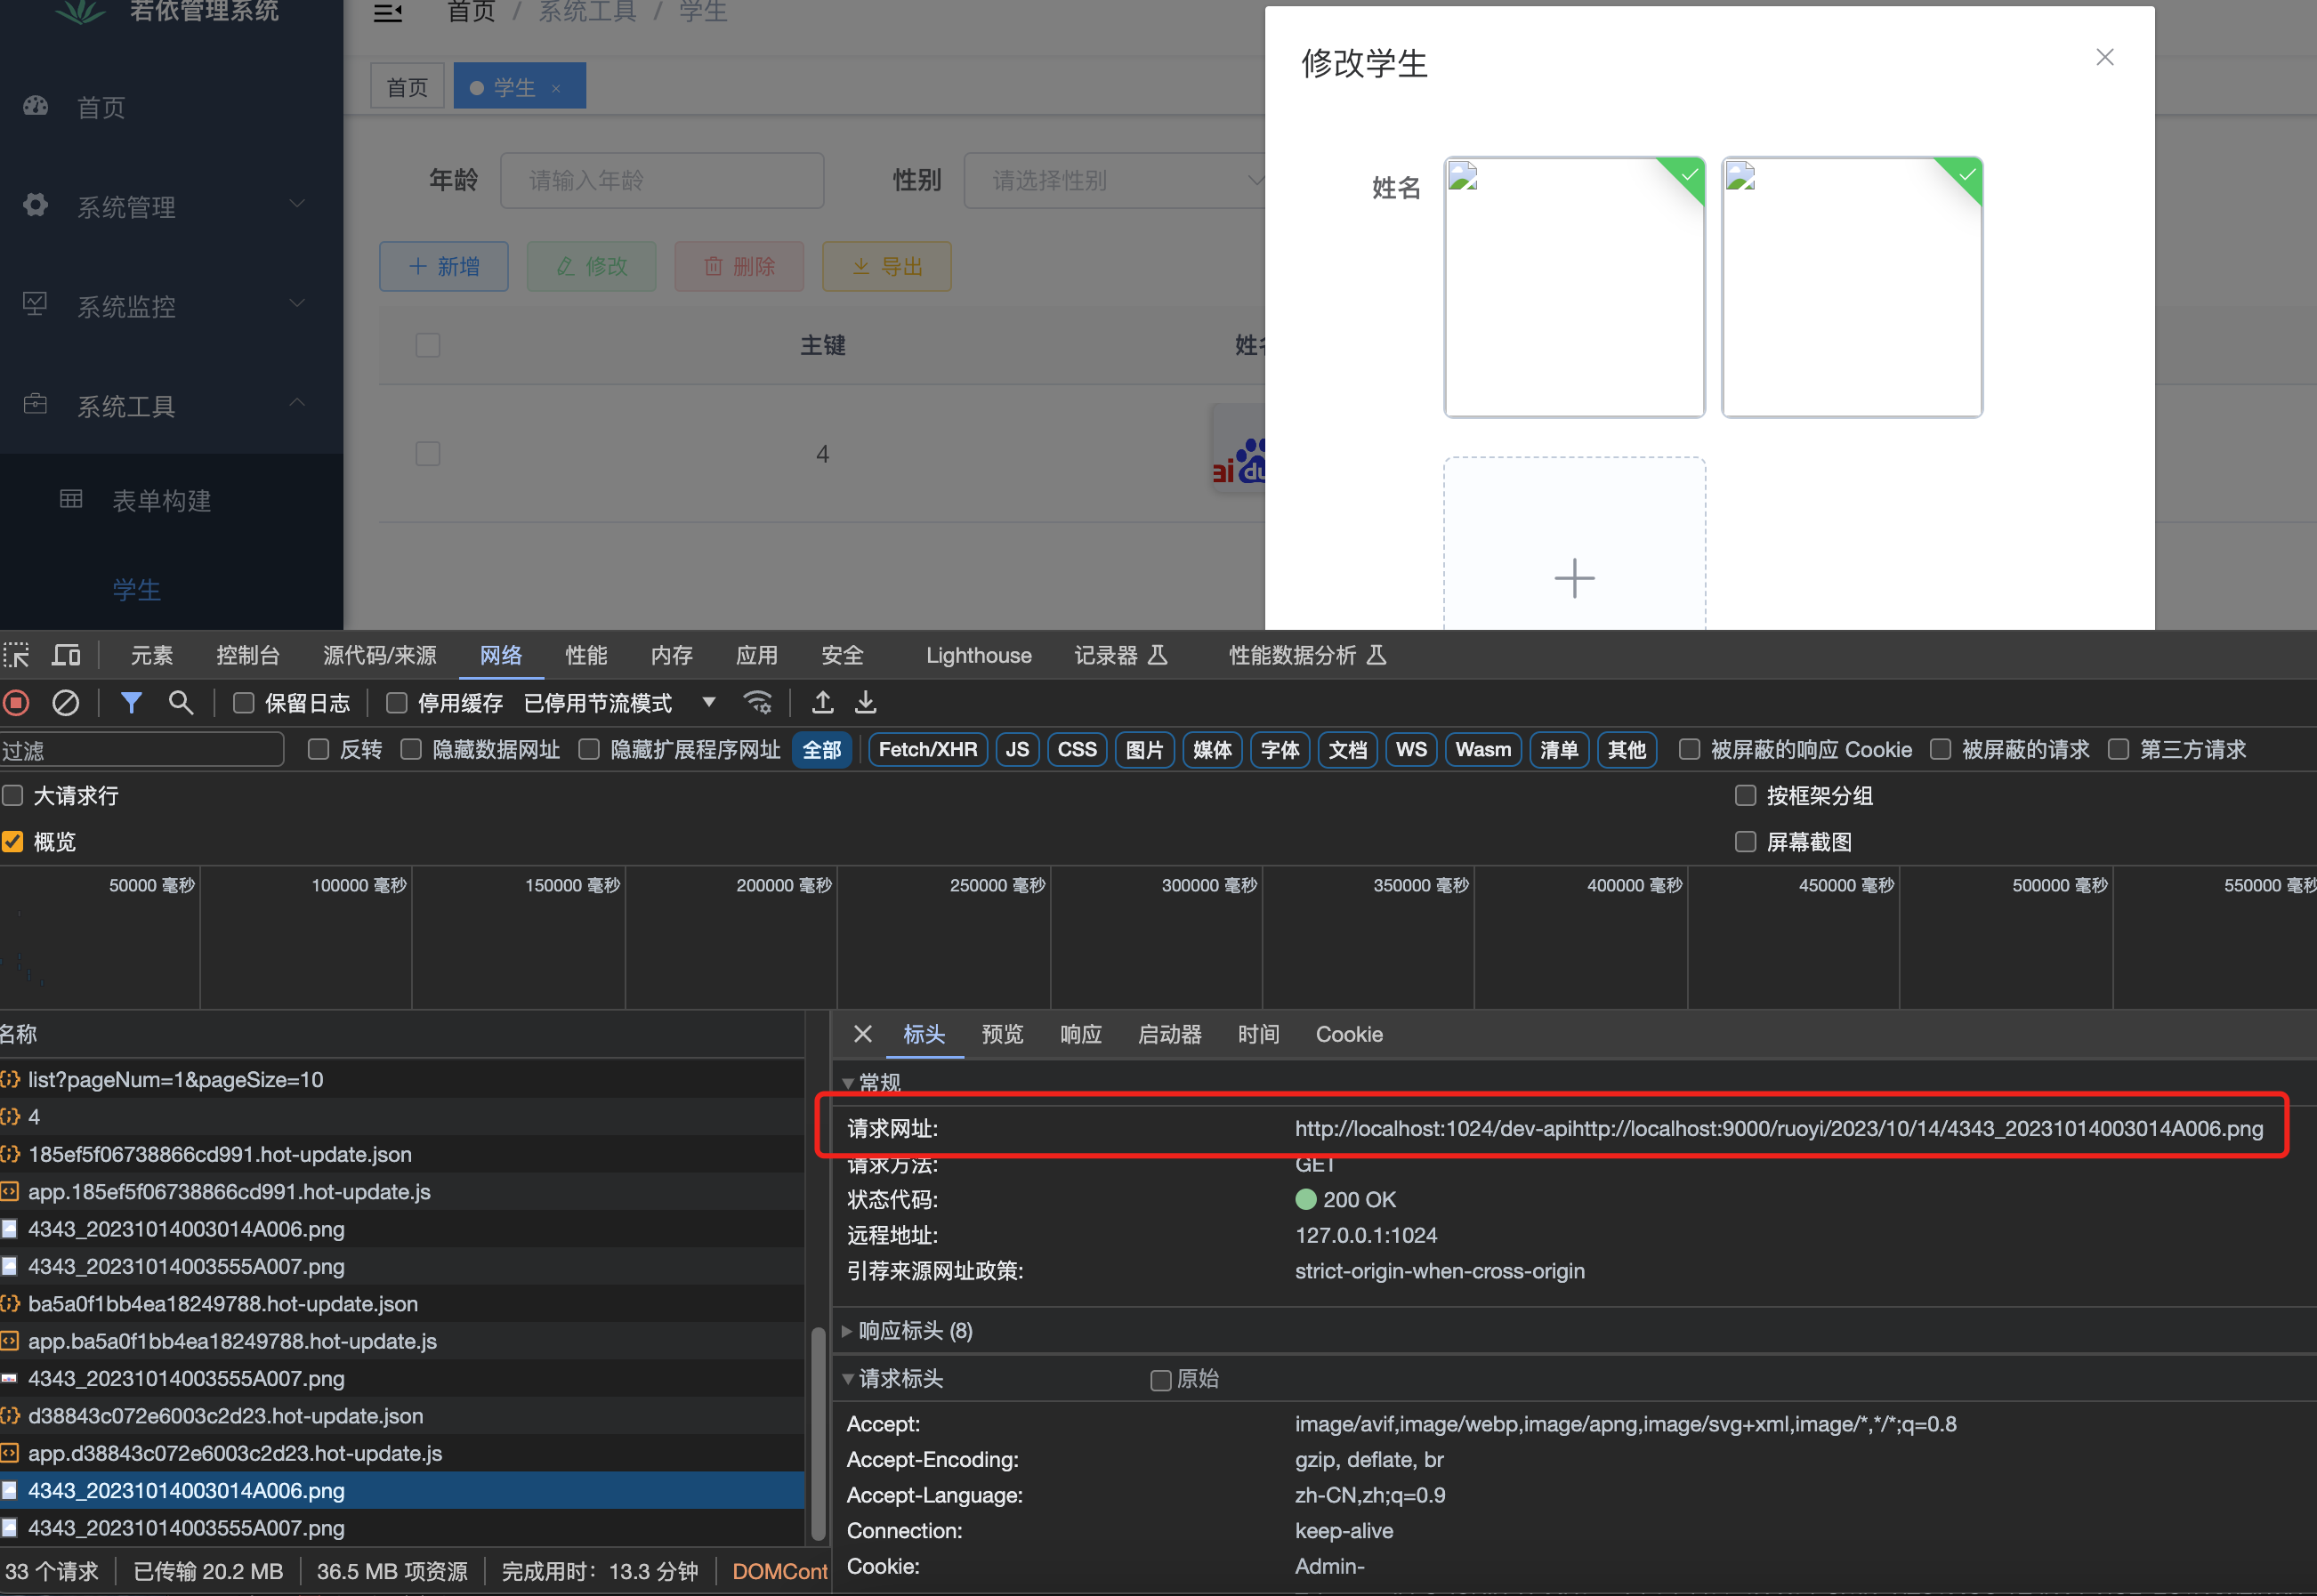 若依管理系统
首页 / 系统工具 / 学生
首页
学生 ×
首页
系统管理
系统监控
系统工具
表单构建
学生
年龄 请输入年龄 性别 请选择性别
新增 修改 删除 导出
主键 姓名
4
ai du
修改学生
姓名
元素 控制台 源代码/来源 网络 性能 内存 应用 安全 Lighthouse 记录器 性能数据分析
保留日志 停用缓存 已停用节流模式
过滤 反转 隐藏数据网址 隐藏扩展程序网址 全部 Fetch/XHR JS CSS 图片 媒体 字体 文档 WS Wasm 清单 其他 被屏蔽的响应 Cookie 被屏蔽的请求 第三方请求
大请求行 按框架分组
概览 屏幕截图
50000 毫秒 100000 毫秒 150000 毫秒 200000 毫秒 250000 毫秒 300000 毫秒 350000 毫秒 400000 毫秒 450000 毫秒 500000 毫秒 550000 毫秒
名称
list?pageNum=1&pageSize=10
4
185ef5f06738866cd991.hot-update.json
app.185ef5f06738866cd991.hot-update.js
4343_20231014003014A006.png
4343_20231014003555A007.png
ba5a0f1bb4ea18249788.hot-update.json
app.ba5a0f1bb4ea18249788.hot-update.js
4343_20231014003555A007.png
d38843c072e6003c2d23.hot-update.json
app.d38843c072e6003c2d23.hot-update.js
4343_20231014003014A006.png
4343_20231014003555A007.png
33 个请求 已传输 20.2 MB 36.5 MB 项资源 完成用时：13.3 分钟 DOMCont
标头 预览 响应 启动器 时间 Cookie
常规
请求网址: http://localhost:1024/dev-apihttp://localhost:9000/ruoyi/2023/10/14/4343_20231014003014A006.png
请求方法: GET
状态代码: 200 OK
远程地址: 127.0.0.1:1024
引荐来源网址政策: strict-origin-when-cross-origin
响应标头 (8)
请求标头 原始
Accept: image/avif,image/webp,image/apng,image/svg+xml,image/*,*/*;q=0.8
Accept-Encoding: gzip, deflate, br
Accept-Language: zh-CN,zh;q=0.9
Connection: keep-alive
Cookie: Admin-